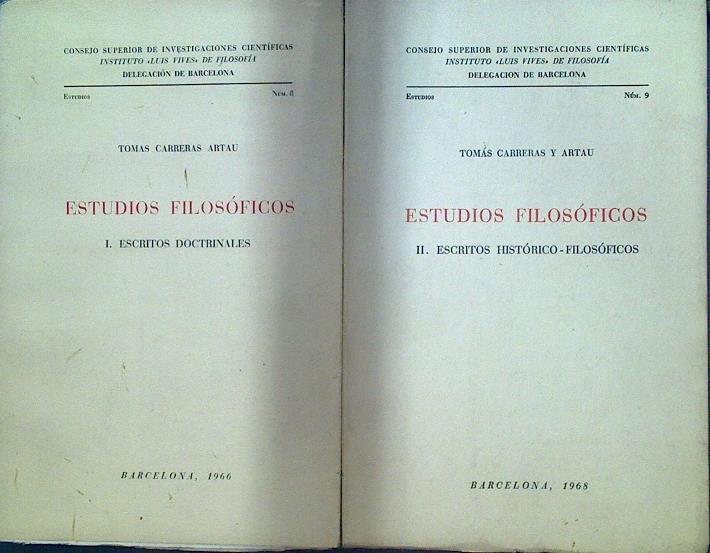 CONSEJO SUPERIOR DE INVESTIGACIONES CIENTÍFICAS
INSTITUTO «LUIS VIVES» DE FILOSOFÍA
DELEGACIÓN DE BARCELONA
ESTUDIOS NÚM. 8
TOMAS CARRERAS ARTAU
ESTUDIOS FILOSÓFICOS
I. ESCRITOS DOCTRINALES
BARCELONA, 1966
CONSEJO SUPERIOR DE INVESTIGACIONES CIENTÍFICAS
INSTITUTO «LUIS VIVES» DE FILOSOFÍA
DELEGACION DE BARCELONA
ESTUDIOS NÚM. 9
TOMÁS CARRERAS Y ARTAU
ESTUDIOS FILOSÓFICOS
II. ESCRITOS HISTÓRICO-FILOSÓFICOS
BARCELONA, 1968